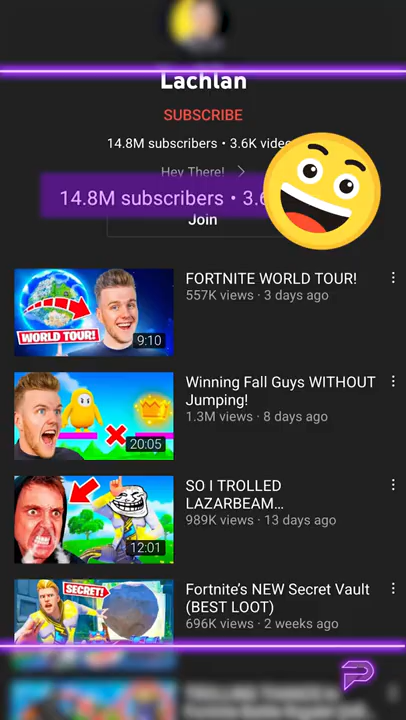 Lachlan
SUBSCRIBE
14.8M subscribers • 3.6K videos
Hey There!
14.8M subscribers • 3.6
Join
FORTNITE WORLD TOUR!
557K views · 3 days ago
WORLD TOUR!
9:10
Winning Fall Guys WITHOUT
Jumping!
1.3M views · 8 days ago
20:05
SO I TROLLED
LAZARBEAM...
989K views · 13 days ago
12:01
SECRET!
Fortnite's NEW Secret Vault
(BEST LOOT)
696K views · 2 weeks ago